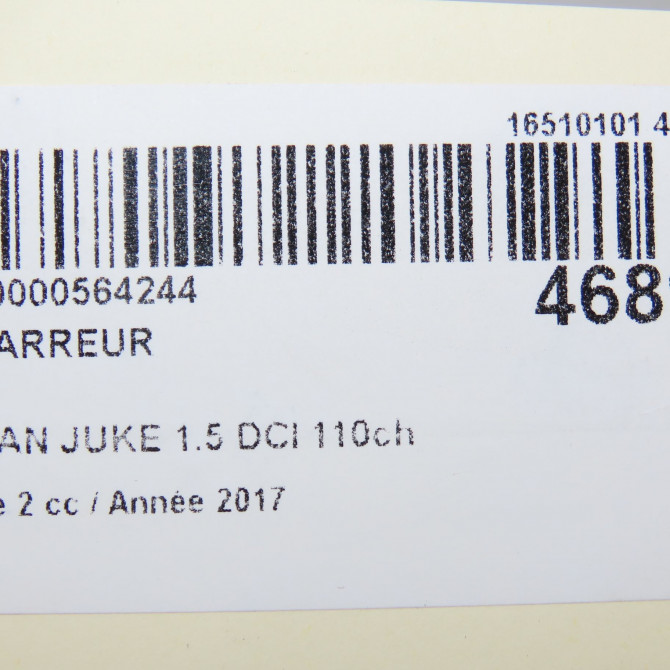 16510101 4
0000564244
468
ARREUR
AN JUKE 1.5 DCI 110ch
e 2 cc / Année 2017